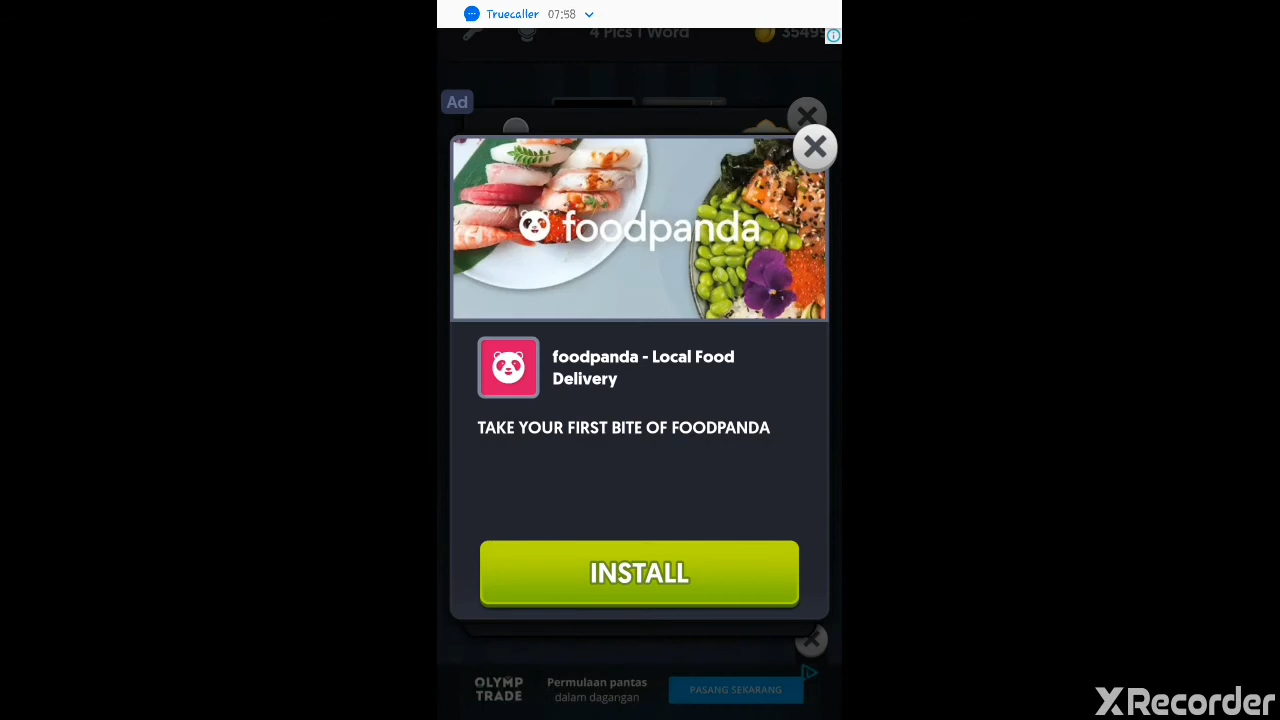 Truecaller 07:58
4 Pics 1 Word
35499
Ad
foodpanda
foodpanda - Local Food
Delivery
TAKE YOUR FIRST BITE OF FOODPANDA
INSTALL
OLYMP
TRADE
Permulaan pantas
dalam dagangan
PASANG SEKARANG
XRecorder